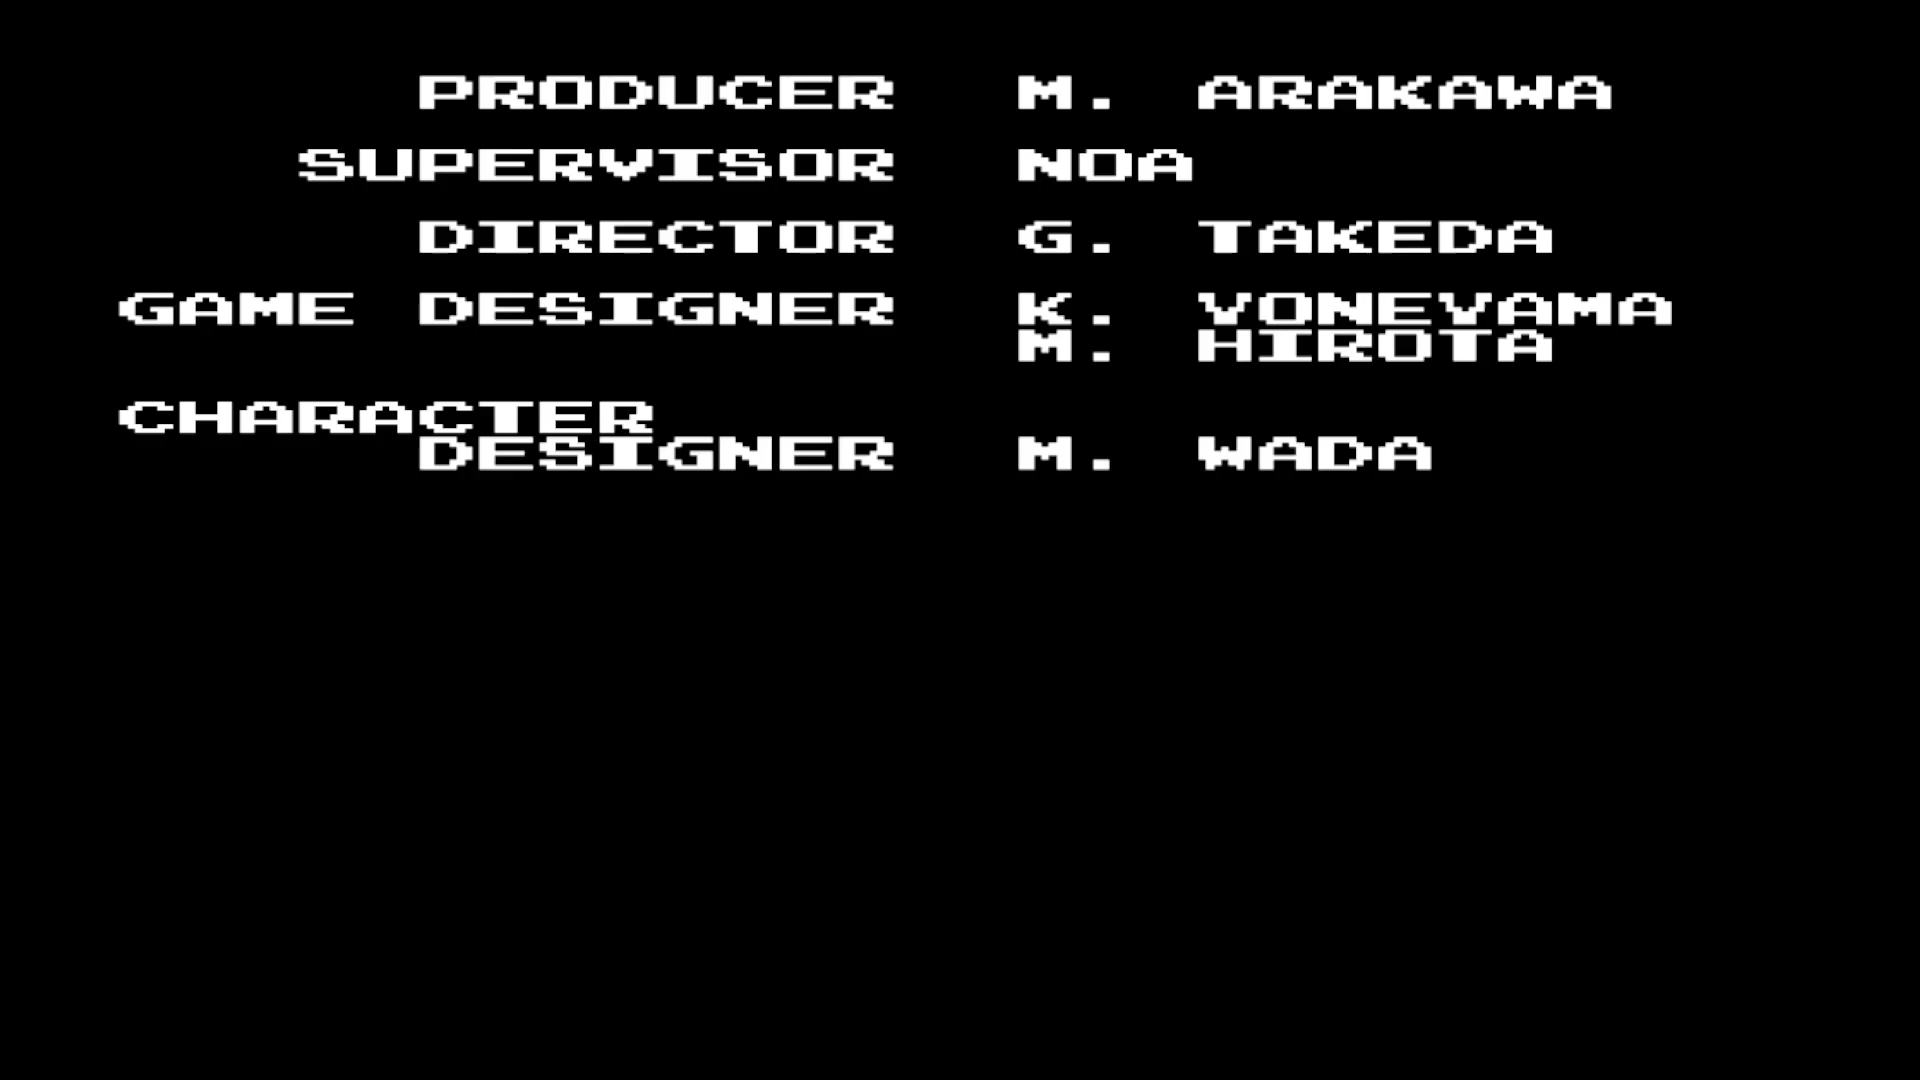 PRODUCER M. ARAKAWA
SUPERVISOR NOA
DIRECTOR G. TAKEDA
GAME DESIGNER K. YONEYAMA
M. HIROTA
CHARACTER
DESIGNER M. WADA